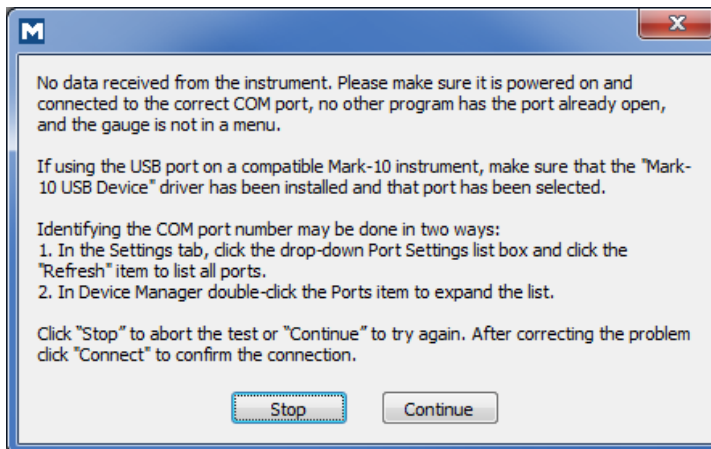 M
No data received from the instrument. Please make sure it is powered on and
connected to the correct COM port, no other program has the port already open,
and the gauge is not in a menu.
If using the USB port on a compatible Mark-10 instrument, make sure that the "Mark-
10 USB Device" driver has been installed and that port has been selected.
Identifying the COM port number may be done in two ways:
1. In the Settings tab, click the drop-down Port Settings list box and click the
"Refresh" item to list all ports.
2. In Device Manager double-click the Ports item to expand the list.
Click “Stop” to abort the test or “Continue” to try again. After correcting the problem
click "Connect" to confirm the connection.
Stop
Continue